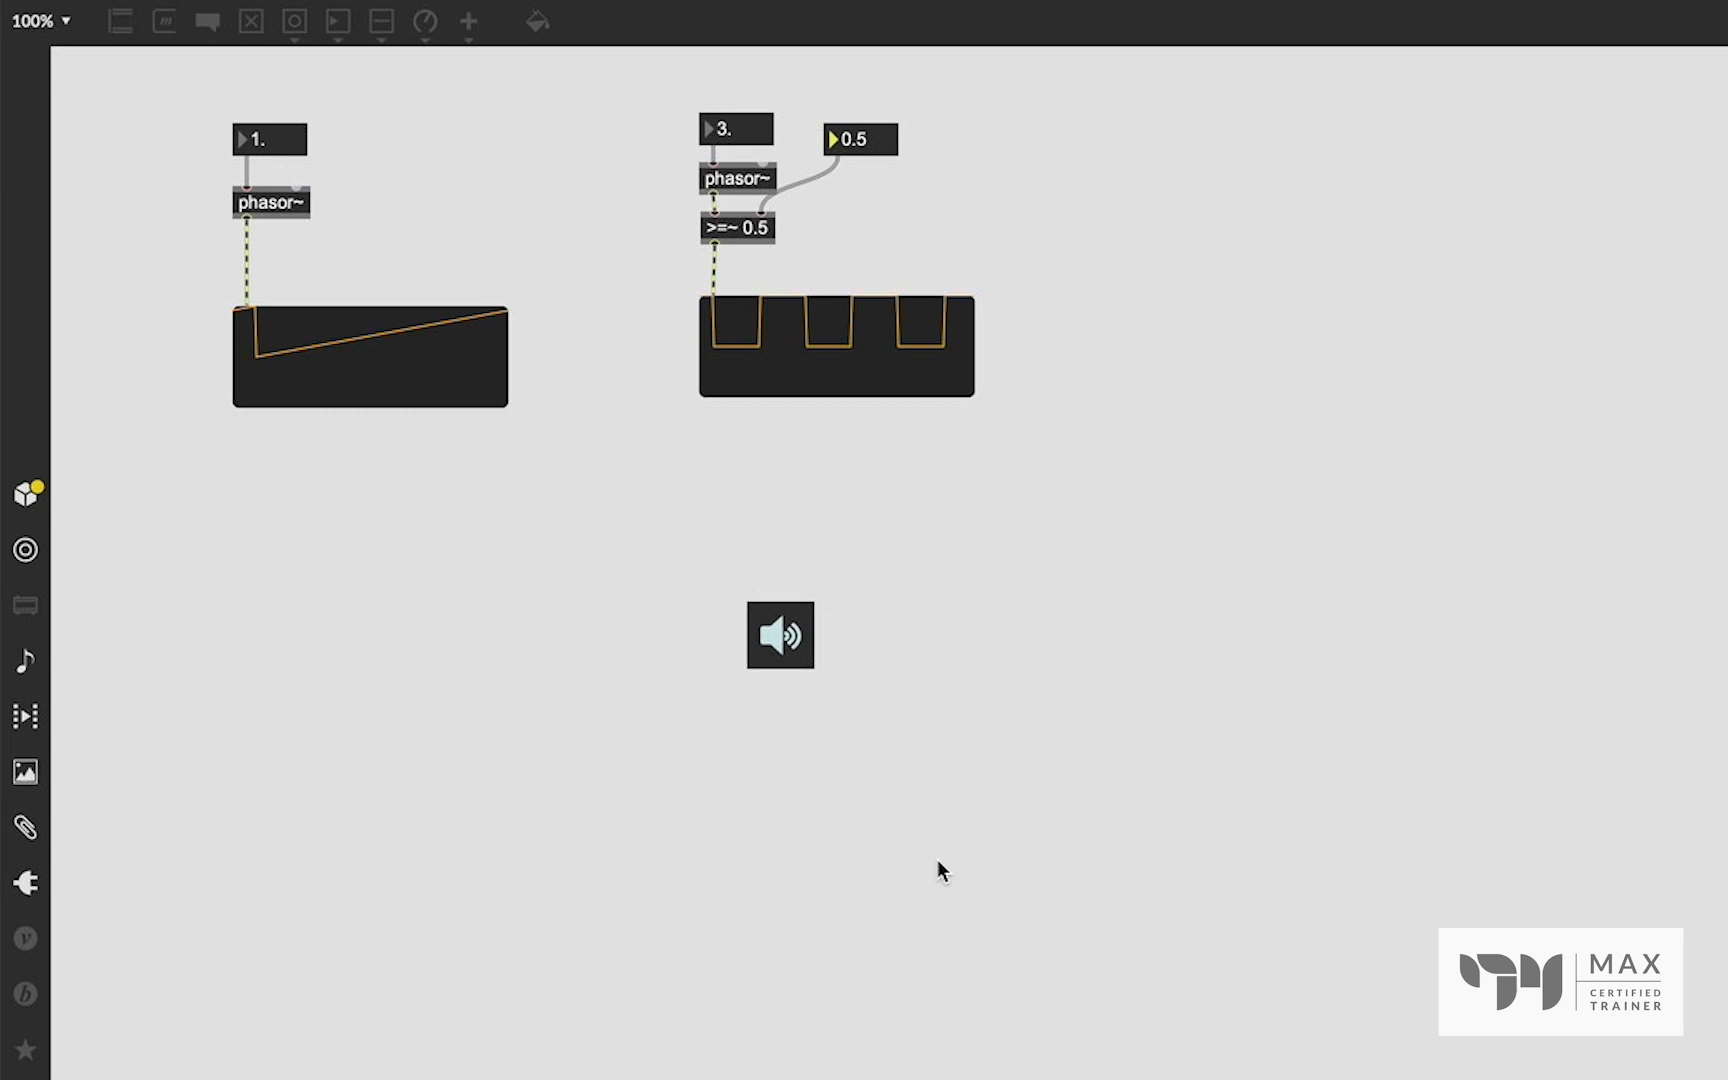 100%
m
1.
phasor~
3.
0.5
phasor~
>=~ 0.5
v
b
MAX
CERTIFIED
TRAINER